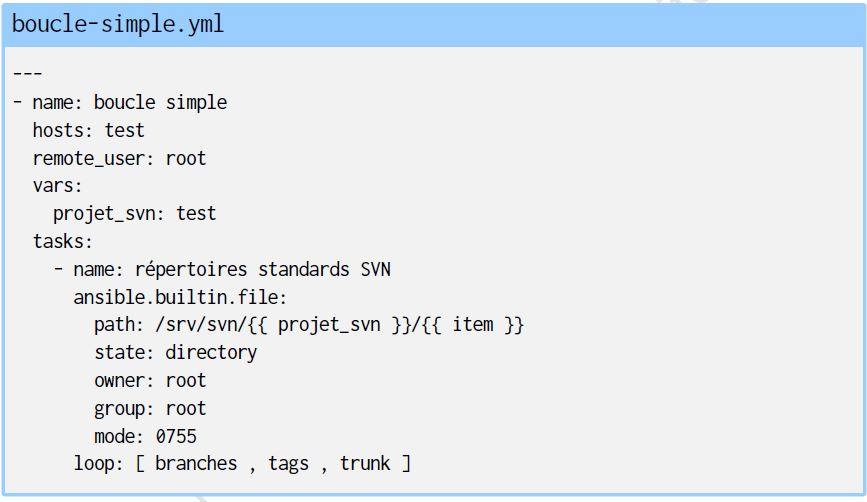 boucle-simple.yml
---
- name: boucle simple
  hosts: test
  remote_user: root
  vars:
    projet_svn: test
  tasks:
    - name: répertoires standards SVN
      ansible.builtin.file:
        path: /srv/svn/{{ projet_svn }}/{{ item }}
        state: directory
        owner: root
        group: root
        mode: 0755
      loop: [ branches , tags , trunk ]